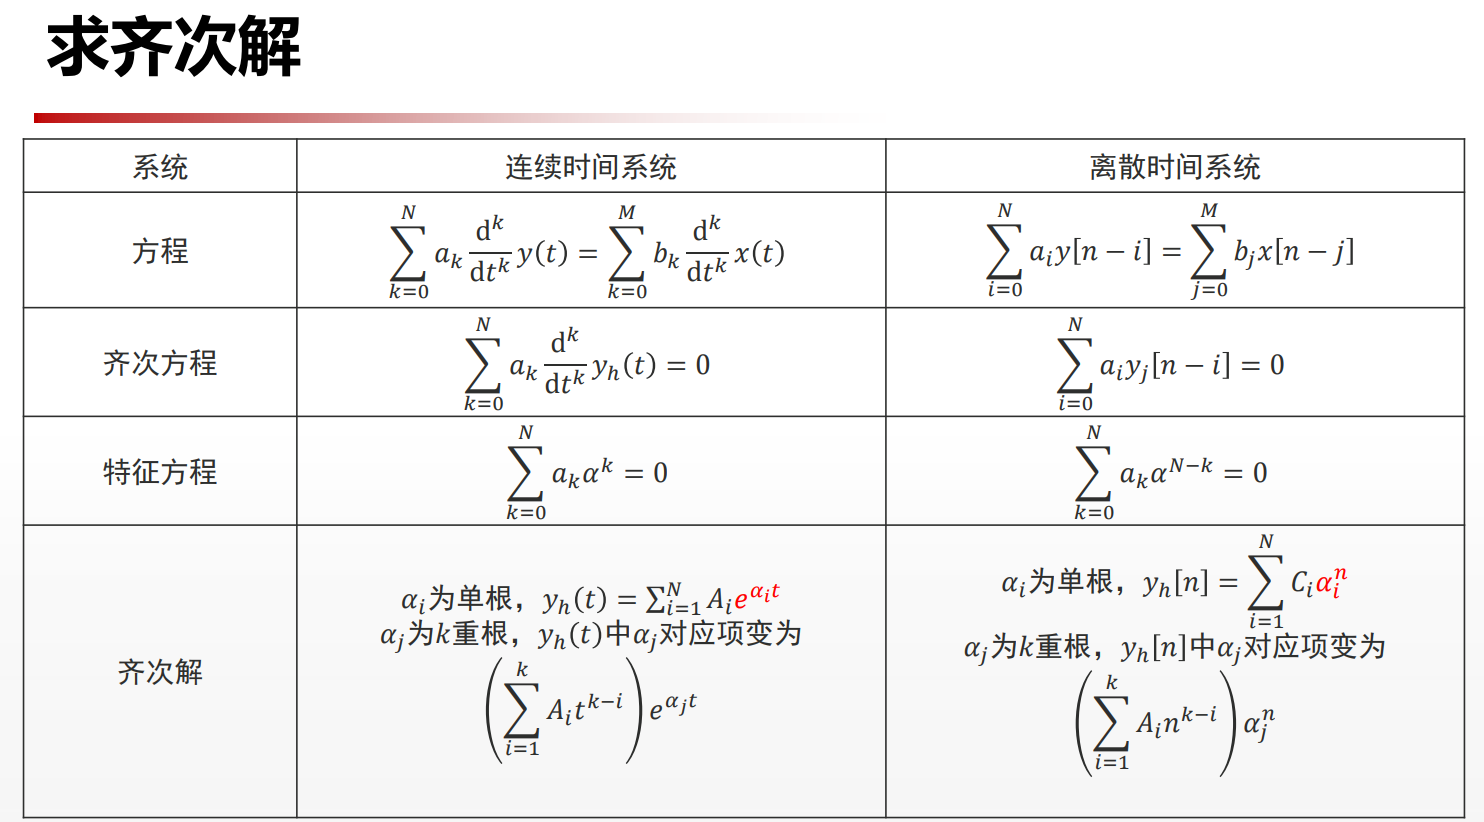 求齐次解
系统 连续时间系统 离散时间系统
方程 $\sum_{k=0}^{N} a_k \frac{\mathrm{d}^k}{\mathrm{d}t^k} y(t) = \sum_{k=0}^{M} b_k \frac{\mathrm{d}^k}{\mathrm{d}t^k} x(t)$ $\sum_{i=0}^{N} a_i y[n-i] = \sum_{j=0}^{M} b_j x[n-j]$
齐次方程 $\sum_{k=0}^{N} a_k \frac{\mathrm{d}^k}{\mathrm{d}t^k} y_h(t) = 0$ $\sum_{i=0}^{N} a_i y_j[n-i] = 0$
特征方程 $\sum_{k=0}^{N} a_k \alpha^k = 0$ $\sum_{k=0}^{N} a_k \alpha^{N-k} = 0$
齐次解
$\alpha_i$为单根，$y_h(t) = \sum_{i=1}^{N} A_i e^{\alpha_i t}$
$\alpha_j$为$k$重根，$y_h(t)$中$\alpha_j$对应项变为
$\left(\sum_{i=1}^{k} A_i t^{k-i}\right) e^{\alpha_j t}$
$\alpha_i$为单根，$y_h[n] = \sum_{i=1}^{N} C_i \alpha_i^n$
$\alpha_j$为$k$重根，$y_h[n]$中$\alpha_j$对应项变为
$\left(\sum_{i=1}^{k} A_i n^{k-i}\right) \alpha_j^n$